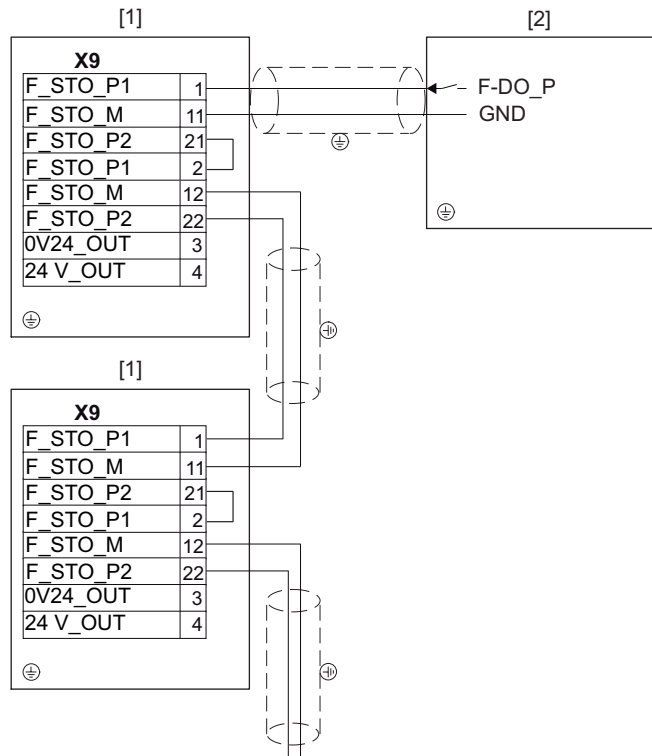 [1]
[2]
X9
F_STO_P1 1
F_STO_M 11
F_STO_P2 21
F_STO_P1 2
F_STO_M 12
F_STO_P2 22
0V24_OUT 3
24 V_OUT 4
F-DO_P
GND
[1]
X9
F_STO_P1 1
F_STO_M 11
F_STO_P2 21
F_STO_P1 2
F_STO_M 12
F_STO_P2 22
0V24_OUT 3
24 V_OUT 4